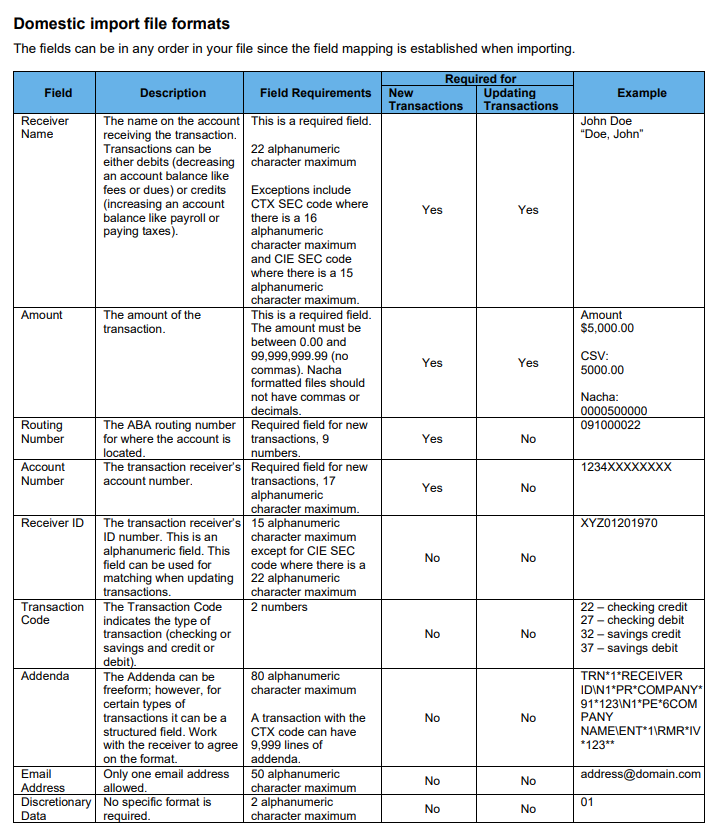 Domestic import file formats
The fields can be in any order in your file since the field mapping is established when importing.
Required for
Field
Description
Field Requirements
New
Transactions
Updating
Transactions
Example
Receiver
Name
The name on the account
receiving the transaction.
Transactions can be
either debits (decreasing
an account balance like
fees or dues) or credits
(increasing an account
balance like payroll or
paying taxes).
This is a required field.
22 alphanumeric
character maximum
Exceptions include
CTX SEC code where
there is a 16
alphanumeric
character maximum
and CIE SEC code
where there is a 15
alphanumeric
character maximum.
Yes
Yes
John Doe
“Doe, John”
Amount
The amount of the
transaction.
This is a required field.
The amount must be
between 0.00 and
99,999,999.99 (no
commas). Nacha
formatted files should
not have commas or
decimals.
Yes
Yes
Amount
$5,000.00
CSV:
5000.00
Nacha:
0000500000
Routing
Number
The ABA routing number
for where the account is
located.
Required field for new
transactions, 9
numbers.
Yes
No
091000022
Account
Number
The transaction receiver’s
account number.
Required field for new
transactions, 17
alphanumeric
character maximum.
Yes
No
1234XXXXXXXX
Receiver ID
The transaction receiver’s
ID number. This is an
alphanumeric field. This
field can be used for
matching when updating
transactions.
15 alphanumeric
character maximum
except for CIE SEC
code where there is a
22 alphanumeric
character maximum
No
No
XYZ01201970
Transaction
Code
The Transaction Code
indicates the type of
transaction (checking or
savings and credit or
debit).
2 numbers
No
No
22 – checking credit
27 – checking debit
32 – savings credit
37 – savings debit
Addenda
The Addenda can be
freeform; however, for
certain types of
transactions it can be a
structured field. Work
with the receiver to agree
on the format.
80 alphanumeric
character maximum
A transaction with the
CTX code can have
9,999 lines of
addenda.
No
No
TRN*1*RECEIVER
ID\N1*PR*COMPANY*
91*123\N1*PE*6COM
PANY
NAME\ENT*1\RMR*IV
*123**
Email
Address
Only one email address
allowed.
50 alphanumeric
character maximum
No
No
address@domain.com
Discretionary
Data
No specific format is
required.
2 alphanumeric
character maximum
No
No
01